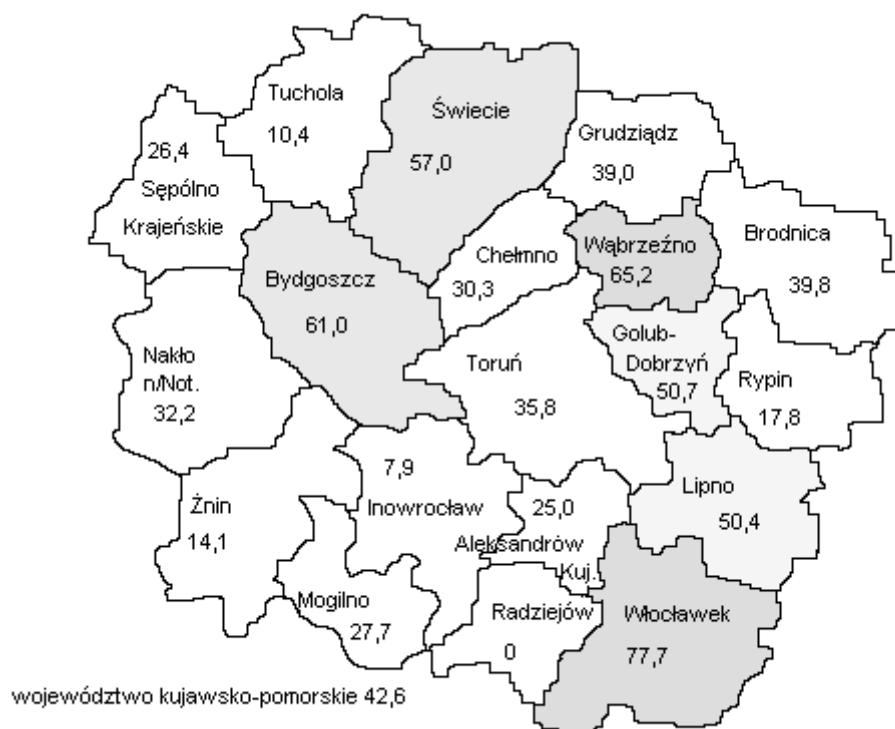 Tuchola
10,4
Świecie
57,0
Grudziądz
39,0
26,4
Sępólno
Krajeńskie
Bydgoszcz
61,0
Chełmno
30,3
Wąbrzeźno
65,2
Brodnica
39,8
Nakło
n/Not.
32,2
Toruń
35,8
Golub-
Dobrzyń
50,7
Rypin
17,8
Żnin
14,1
7,9
Inowrocław
25,0
Aleksandrów
Kuj.
Lipno
50,4
Mogilno
27,7
Radziejów
0
Włocławek
77,7
województwo kujawsko-pomorskie 42,6